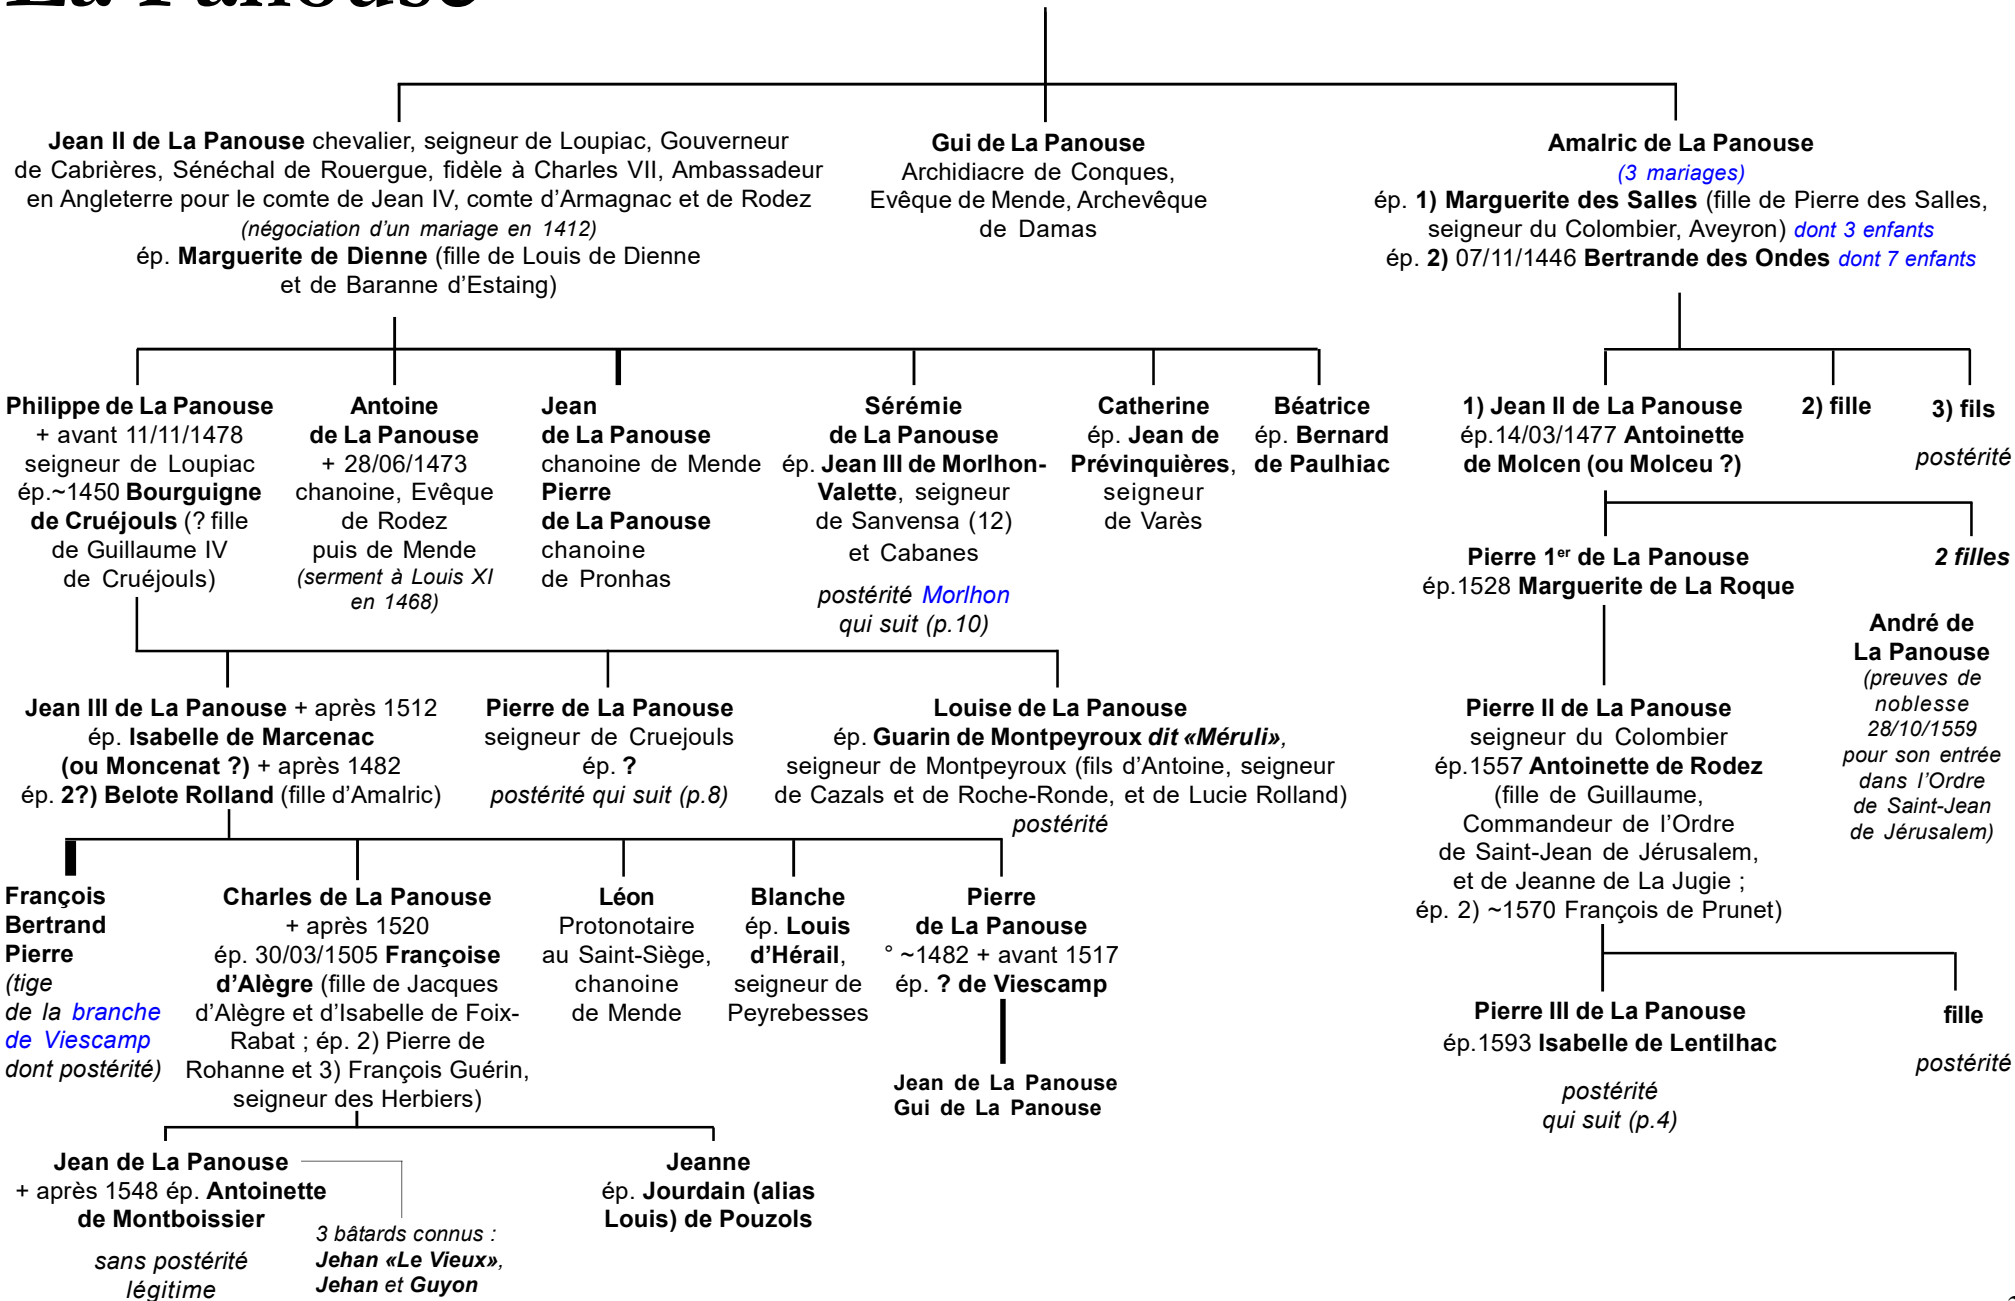 La Panouse
Jean II de La Panouse chevalier, seigneur de Loupiac, Gouverneur
de Cabrières, Sénéchal de Rouergue, fidèle à Charles VII, Ambassadeur
en Angleterre pour le comte de Jean IV, comte d’Armagnac et de Rodez
(négociation d’un mariage en 1412)
ép. Marguerite de Dienne (fille de Louis de Dienne
et de Baranne d’Estaing)
Gui de La Panouse
Archidiacre de Conques,
Evêque de Mende, Archevêque
de Damas
Amalric de La Panouse
(3 mariages)
ép. 1) Marguerite des Salles (fille de Pierre des Salles,
seigneur du Colombier, Aveyron) dont 3 enfants
ép. 2) 07/11/1446 Bertrande des Ondes dont 7 enfants
Philippe de La Panouse
+ avant 11/11/1478
seigneur de Loupiac
ép.~1450 Bourguigne
de Cruéjouls (? fille
de Guillaume IV
de Cruéjouls)
Antoine
de La Panouse
+ 28/06/1473
chanoine, Evêque
de Rodez
puis de Mende
(serment à Louis XI
en 1468)
Jean
de La Panouse
chanoine de Mende
Pierre
de La Panouse
chanoine
de Pronhas
Sérémie
de La Panouse
ép. Jean III de Morlhon-
Valette, seigneur
de Sanvensa (12)
et Cabanes
postérité Morlhon
qui suit (p.10)
Catherine
ép. Jean de
Prévinquières,
seigneur
de Varès
Béatrice
ép. Bernard
de Paulhiac
1) Jean II de La Panouse
ép.14/03/1477 Antoinette
de Molcen (ou Molceu ?)
2) fille
3) fils
postérité
Pierre 1er de La Panouse
ép.1528 Marguerite de La Roque
2 filles
André de
La Panouse
(preuves de
noblesse
28/10/1559
pour son entrée
dans l’Ordre
de Saint-Jean
de Jérusalem)
Jean III de La Panouse + après 1512
ép. Isabelle de Marcenac
(ou Moncenat ?) + après 1482
ép. 2?) Belote Rolland (fille d’Amalric)
Pierre de La Panouse
seigneur de Cruejouls
ép. ?
postérité qui suit (p.8)
Louise de La Panouse
ép. Guarin de Montpeyroux dit «Méruli»,
seigneur de Montpeyroux (fils d’Antoine, seigneur
de Cazals et de Roche-Ronde, et de Lucie Rolland)
postérité
Pierre II de La Panouse
seigneur du Colombier
ép.1557 Antoinette de Rodez
(fille de Guillaume,
Commandeur de l’Ordre
de Saint-Jean de Jérusalem,
et de Jeanne de La Jugie ;
ép. 2) ~1570 François de Prunet)
François
Bertrand
Pierre
(tige
de la branche
de Viescamp
dont postérité)
Charles de La Panouse
+ après 1520
ép. 30/03/1505 Françoise
d’Alègre (fille de Jacques
d’Alègre et d’Isabelle de Foix-
Rabat ; ép. 2) Pierre de
Rohanne et 3) François Guérin,
seigneur des Herbiers)
Léon
Protonotaire
au Saint-Siège,
chanoine
de Mende
Blanche
ép. Louis
d’Hérail,
seigneur de
Peyrebesses
Pierre
de La Panouse
° ~1482 + avant 1517
ép. ? de Viescamp
Jean de La Panouse
Gui de La Panouse
Pierre III de La Panouse
ép.1593 Isabelle de Lentilhac
postérité
qui suit (p.4)
fille
postérité
Jean de La Panouse
+ après 1548 ép. Antoinette
de Montboissier
sans postérité
légitime
3 bâtards connus :
Jehan «Le Vieux»,
Jehan et Guyon
Jeanne
ép. Jourdain (alias
Louis) de Pouzols